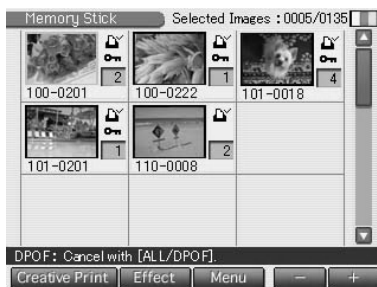 Memory Stick Selected Images : 0005/0135
2 1 4
100-0201 100-0222 101-0018
1 2
101-0201 110-0008
DPOF: Cancel with [ALL/DPOF].
Creative Print Effect Menu - +